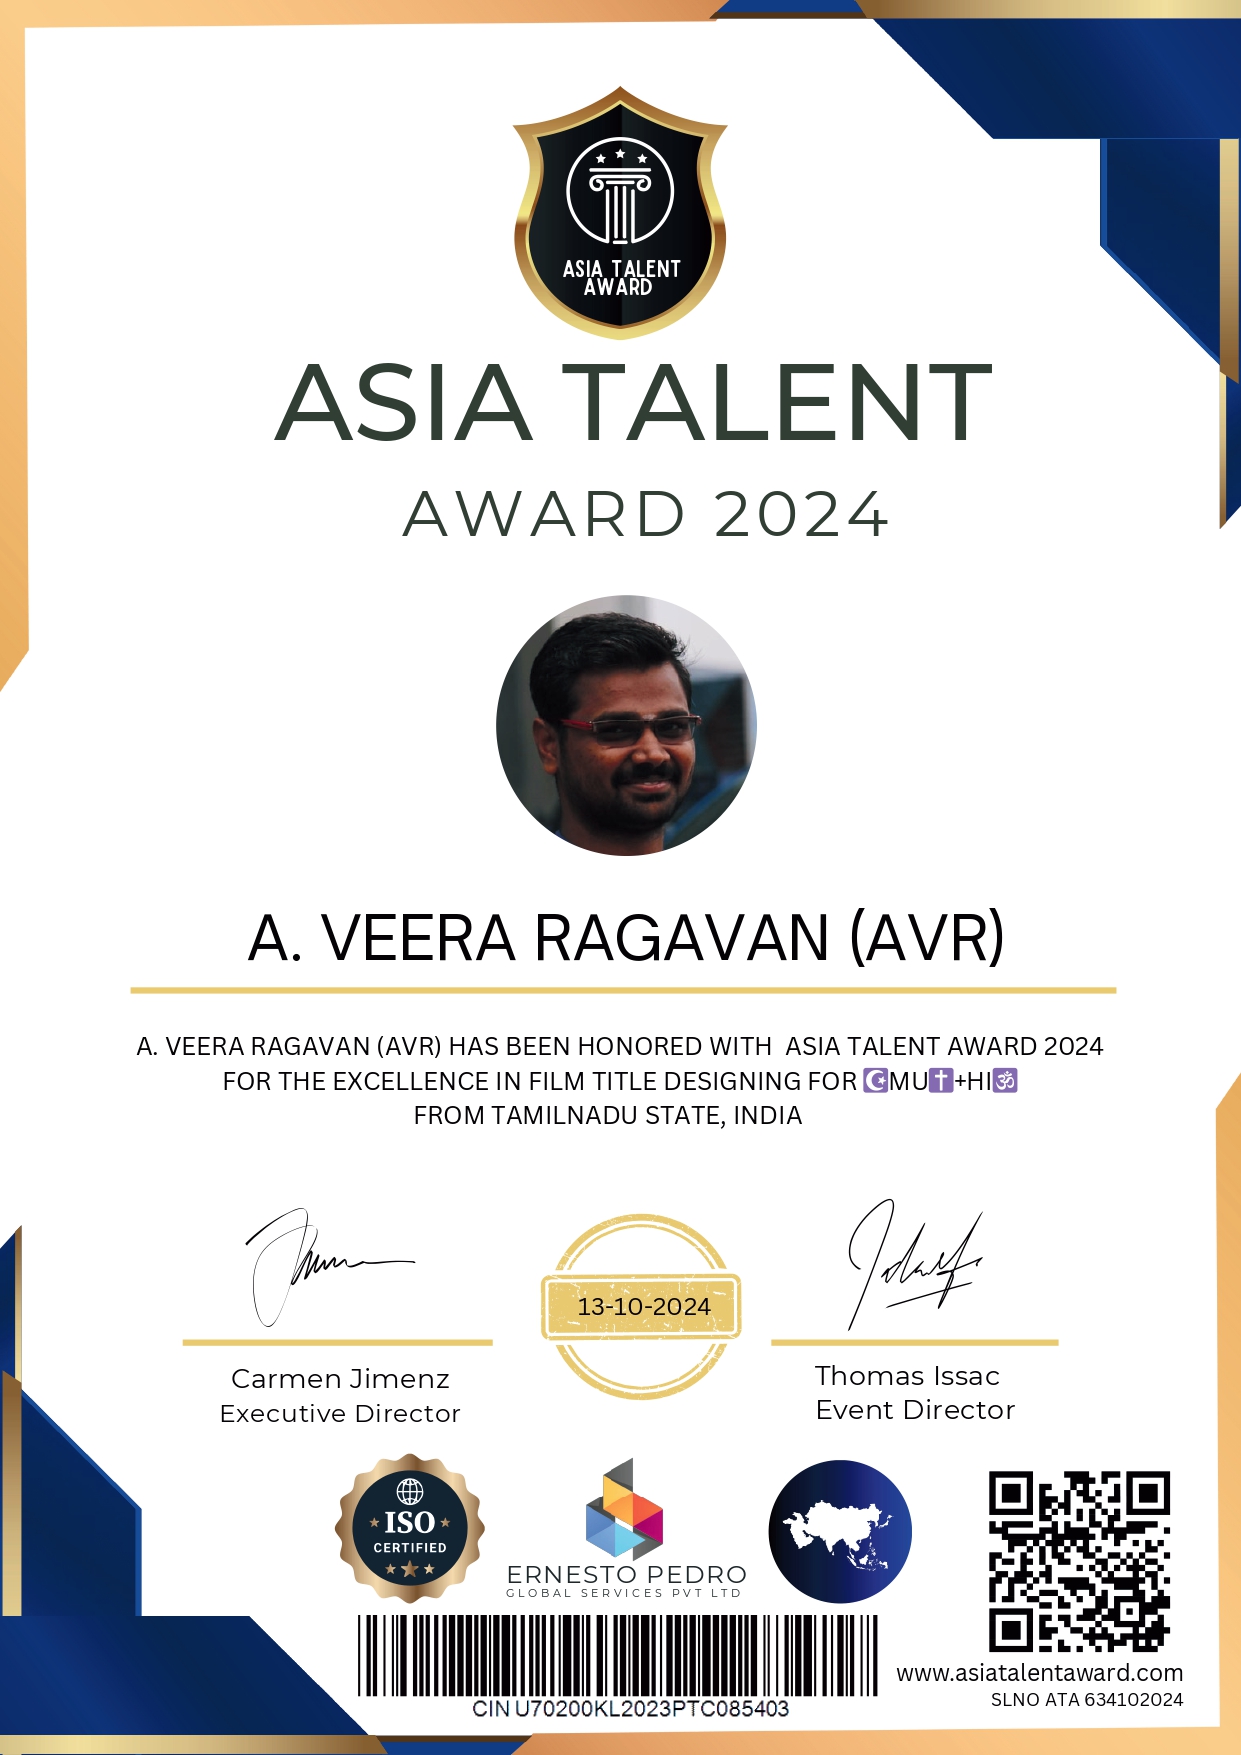 ASIA TALENT
AWARD
ASIA TALENT
AWARD 2024
A. VEERA RAGAVAN (AVR)
A. VEERA RAGAVAN (AVR) HAS BEEN HONORED WITH ASIA TALENT AWARD 2024
FOR THE EXCELLENCE IN FILM TITLE DESIGNING FOR ☪️MU✝️+HI🕉️
FROM TAMILNADU STATE, INDIA
13-10-2024
Carmen Jimenz
Executive Director
Thomas Issac
Event Director
ISO
CERTIFIED
ERNESTO PEDRO
GLOBAL SERVICES PVT LTD
CIN U70200KL2023PTC085403
www.asiatalentaward.com
SLNO ATA 634102024